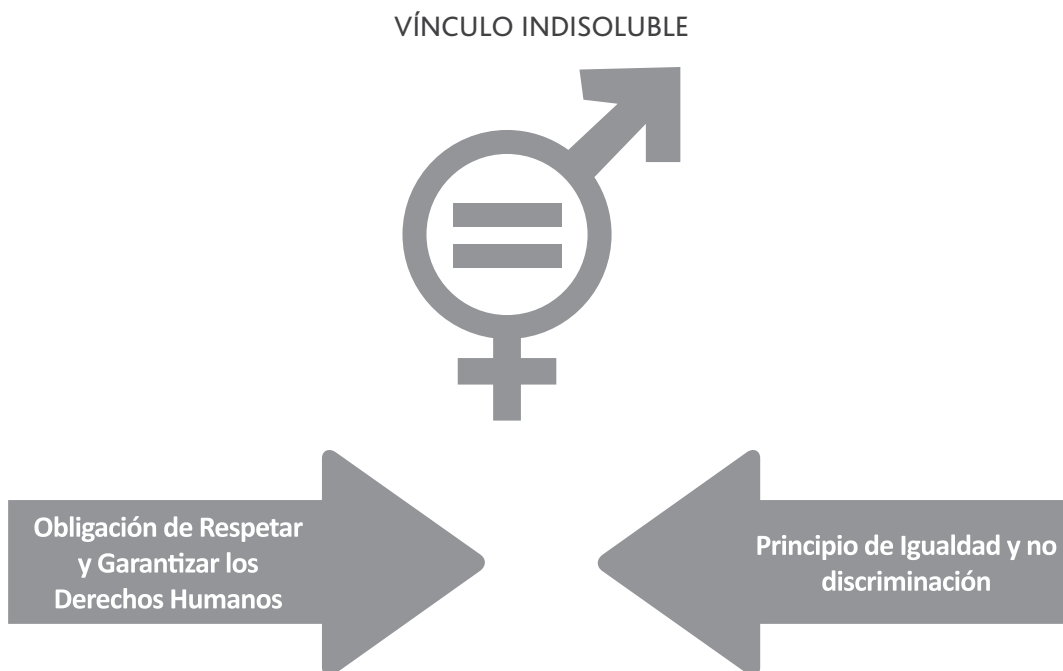 VÍNCULO INDISOLUBLE
Obligación de Respetar
y Garantizar los
Derechos Humanos
Principio de Igualdad y no
discriminación